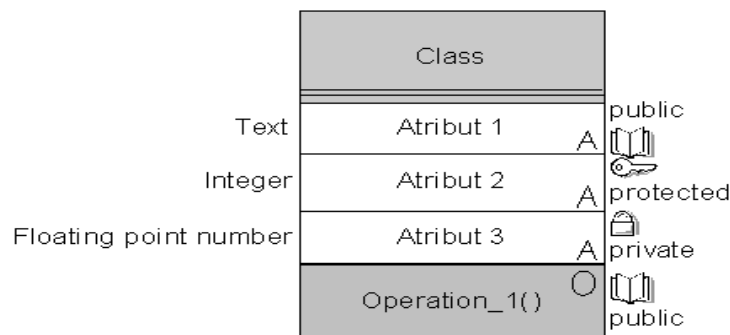 Class
public
Text Atribut 1 A
Integer Atribut 2 A
protected
Floating point number Atribut 3 A
private
Operation_1() O
public